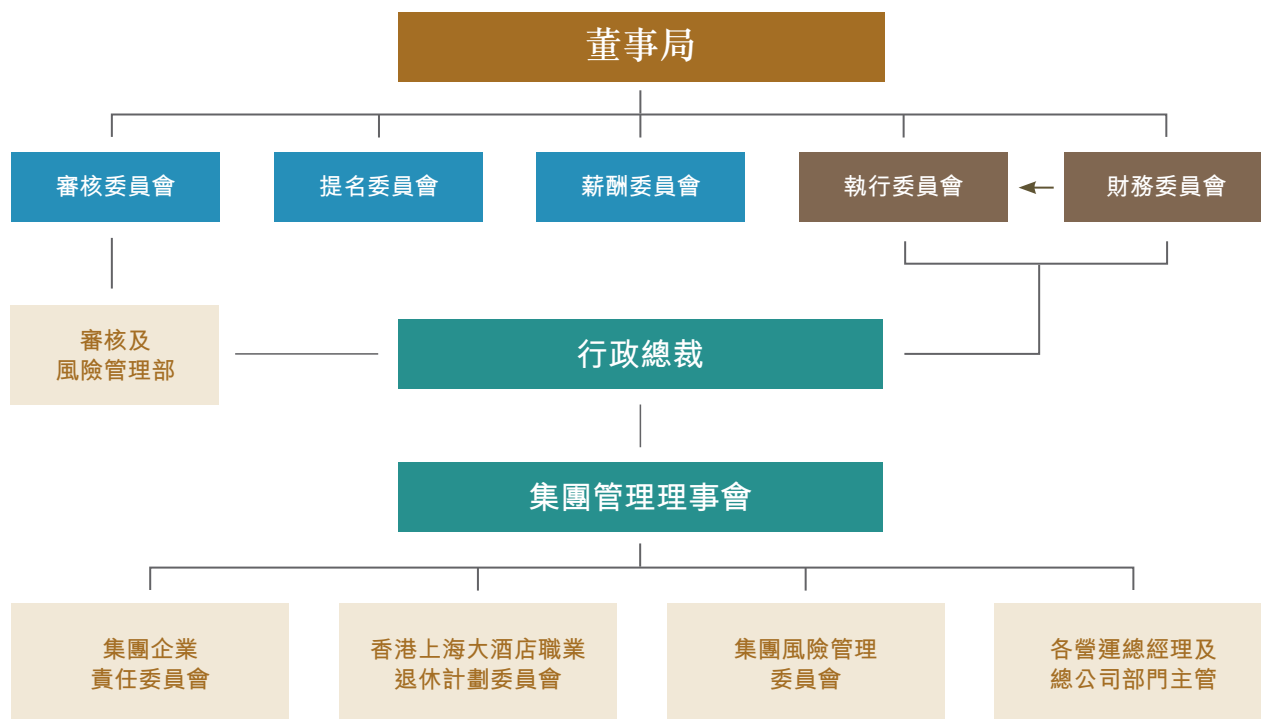 董事局
審核委員會
提名委員會
薪酬委員會
執行委員會
財務委員會
審核及
風險管理部
行政總裁
集團管理理事會
集團企業
責任委員會
香港上海大酒店職業
退休計劃委員會
集團風險管理
委員會
各營運總經理及
總公司部門主管